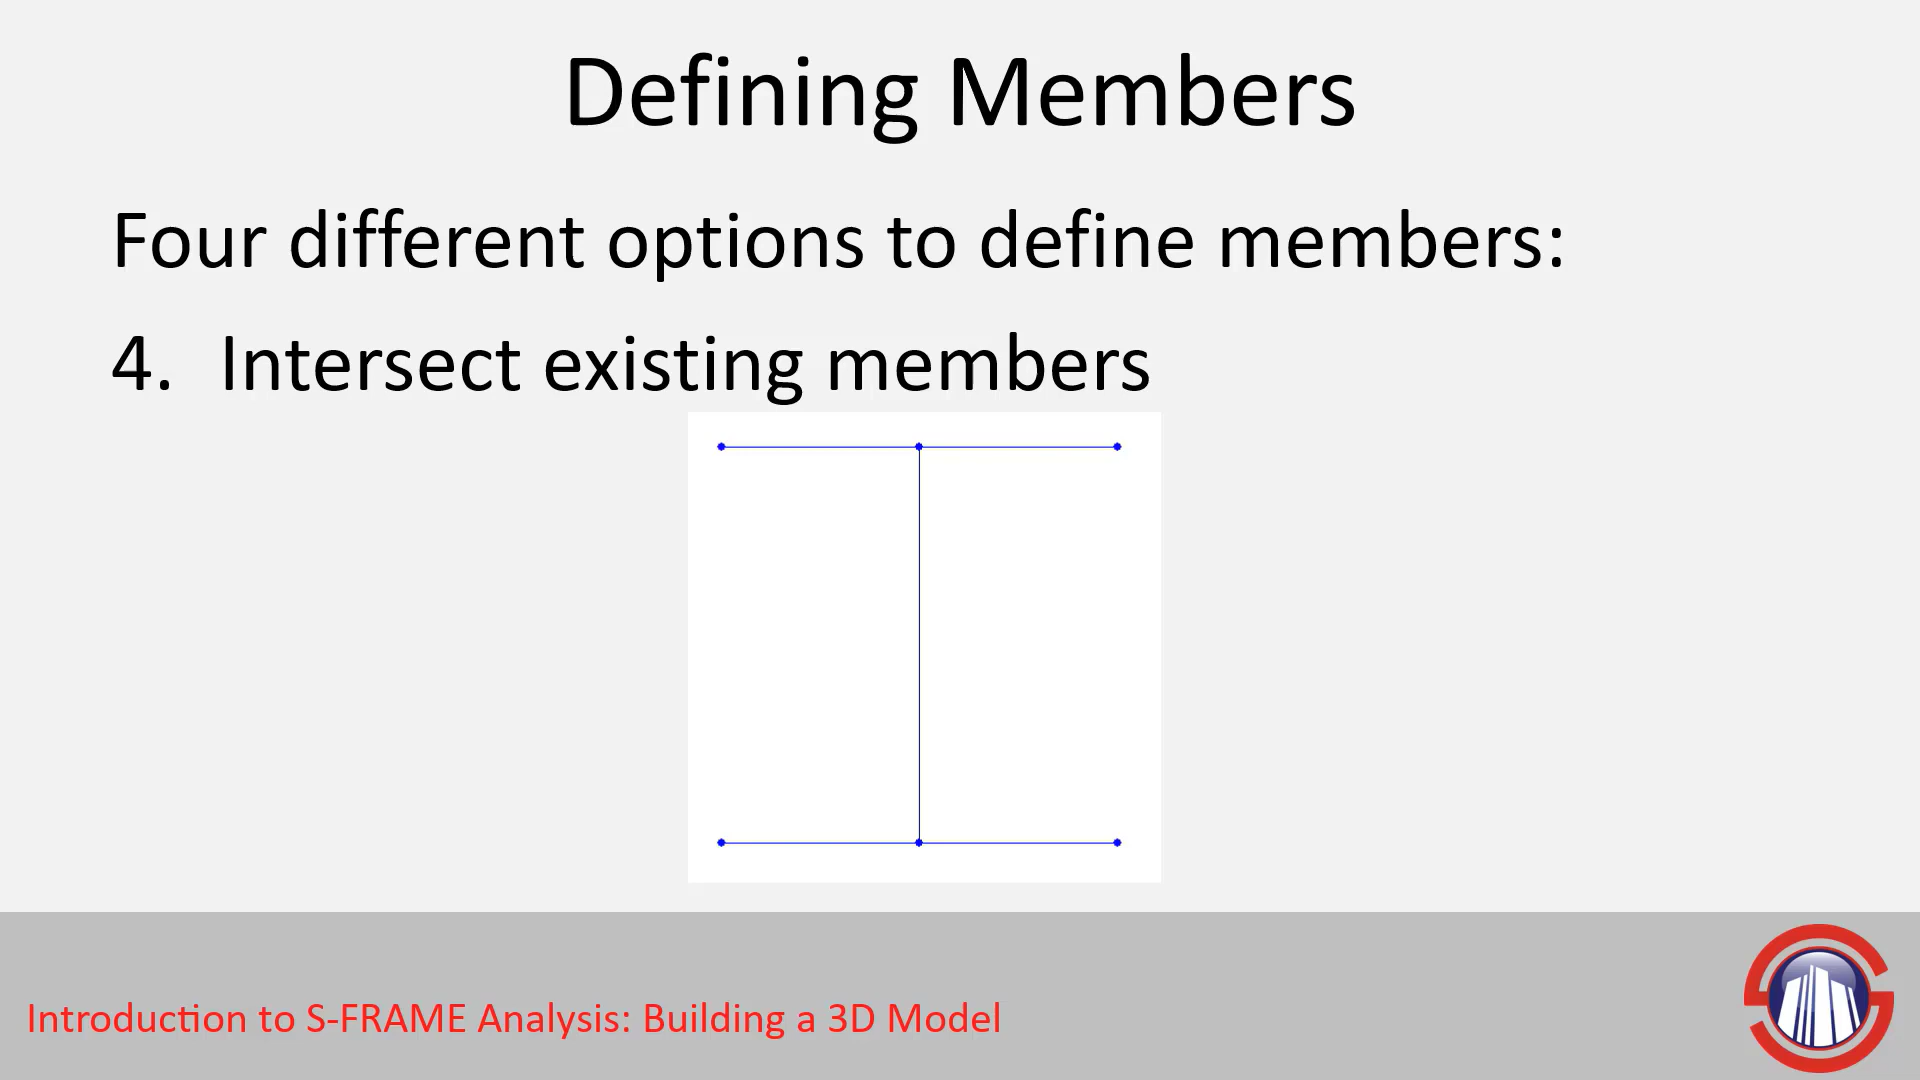 Defining Members
Four different options to define members:
4. Intersect existing members
Introduction to S-FRAME Analysis: Building a 3D Model